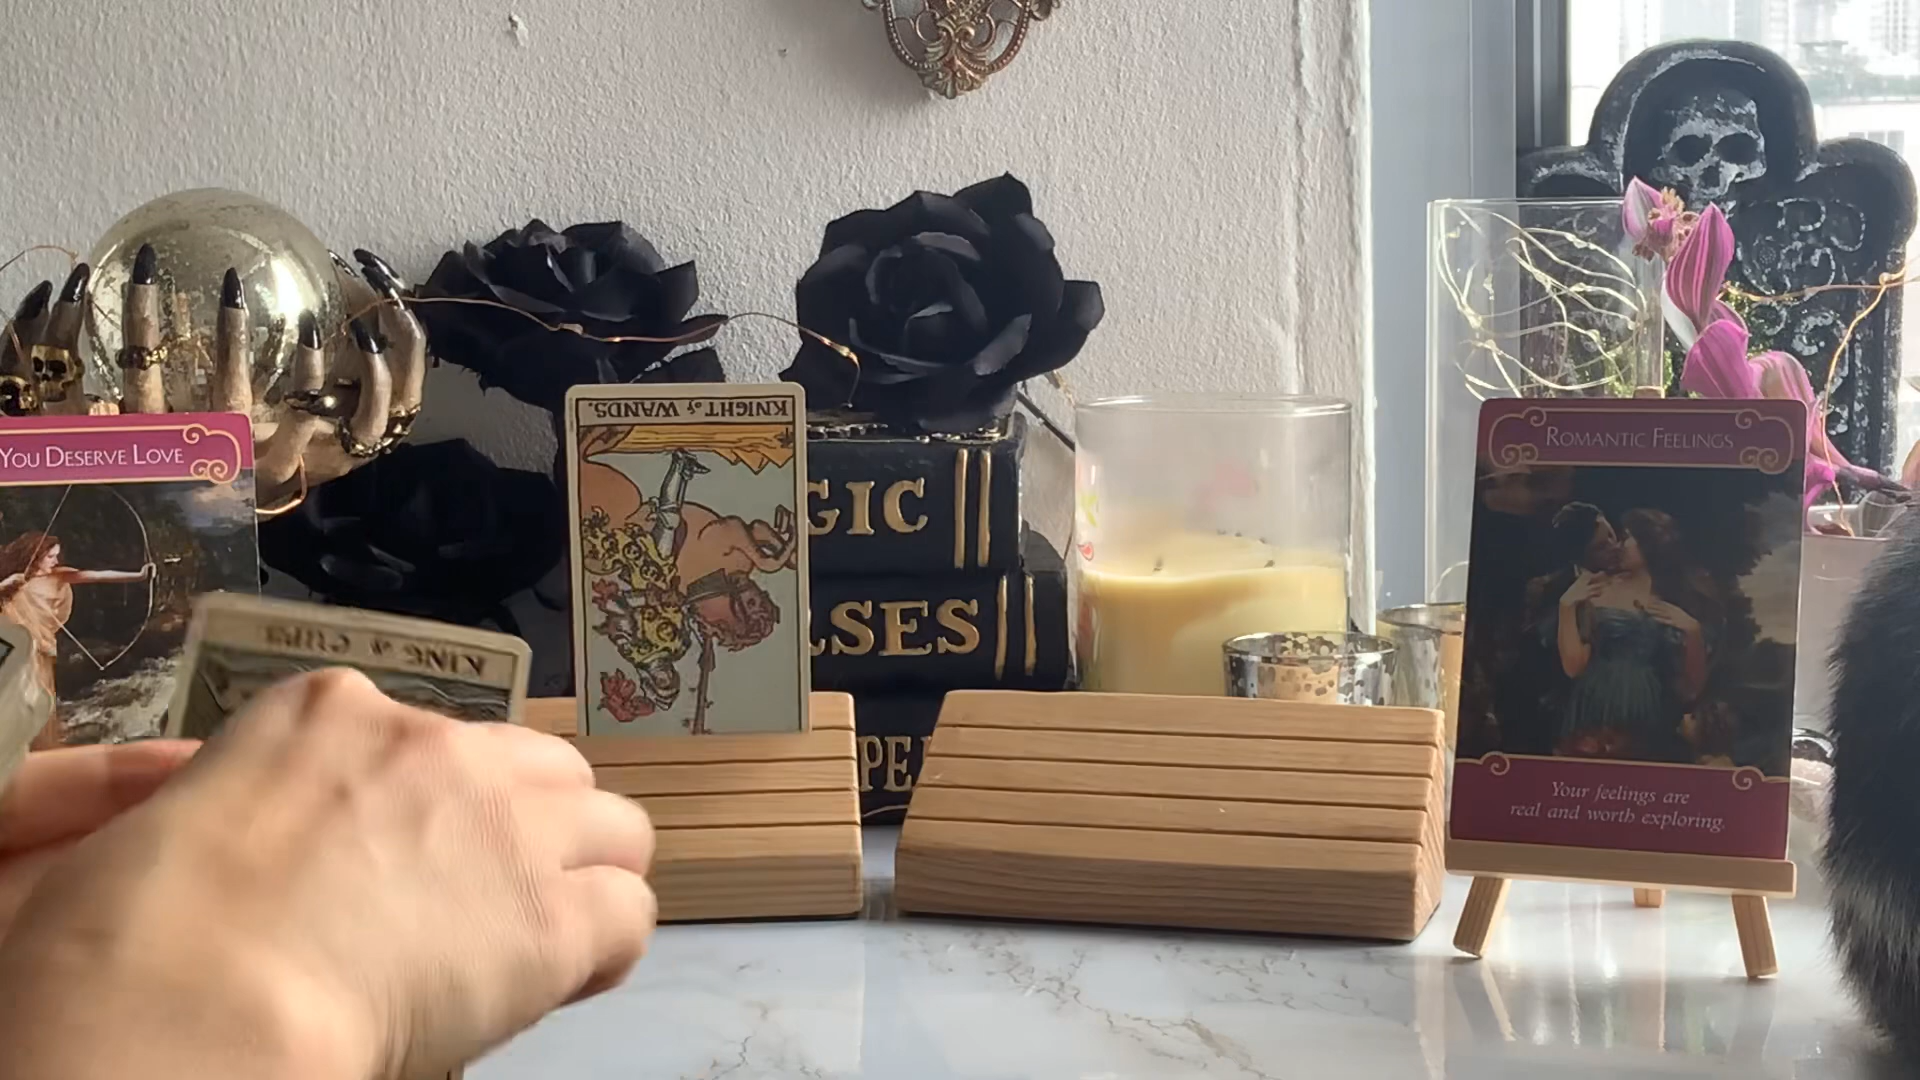 YOU DESERVE LOVE
KING of CUPS
KNIGHT of WANDS.
GIC
RSES
PE
ROMANTIC FEELINGS
Your feelings are
real and worth exploring.